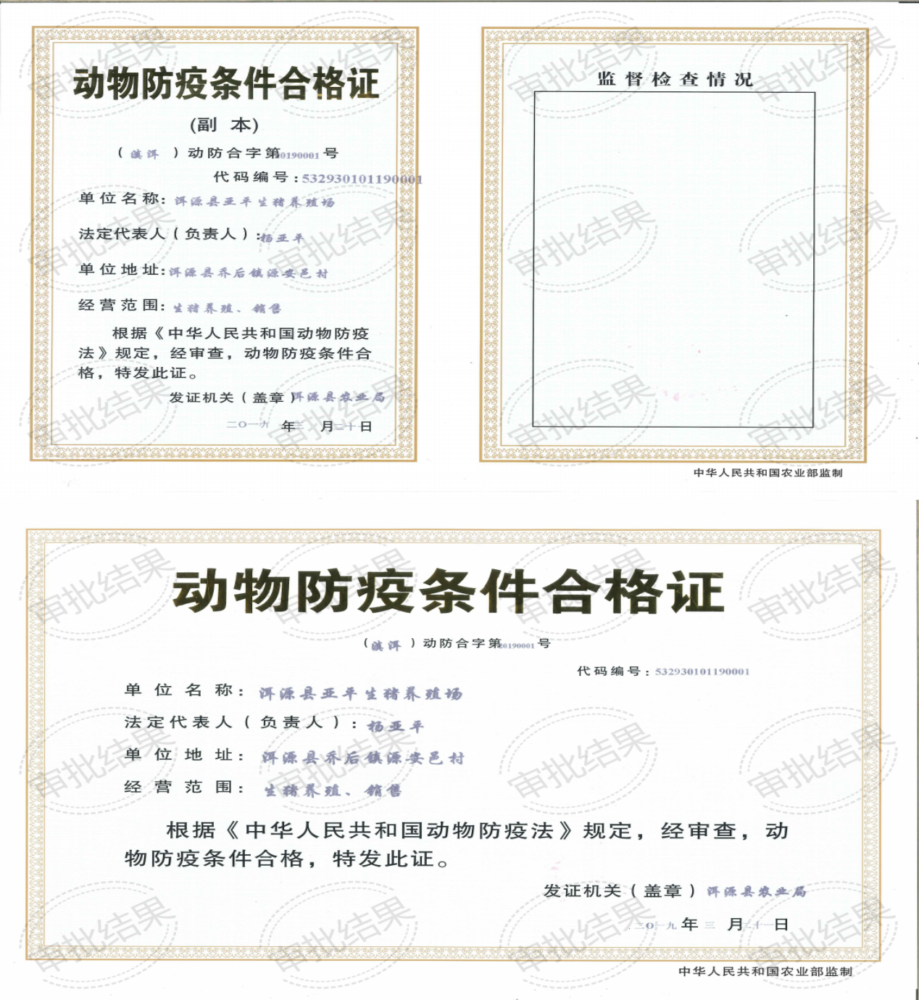 动物防疫条件合格证
(副 本)
（滇洱）动防合字第20190001号
代码编号：532930101190001
单位名称：洱源县亚平生猪养殖场
法定代表人（负责人）：杨亚平
单位地址：洱源县乔后镇源安邑村
经营范围：生猪养殖、销售
根据《中华人民共和国动物防疫
法》规定，经审查，动物防疫条件合
格，特发此证。
发证机关（盖章）洱源县农业局
二〇一九年三月二十日
监督检查情况
中华人民共和国农业部监制
动物防疫条件合格证
（滇洱）动防合字第20190001号
代码编号：532930101190001
单位名称：洱源县亚平生猪养殖场
法定代表人（负责人）：杨亚平
单位地址：洱源县乔后镇源安邑村
经营范围：生猪养殖、销售
根据《中华人民共和国动物防疫法》规定，经审查，动
物防疫条件合格，特发此证。
发证机关（盖章）洱源县农业局
二〇一九年三月二十一日
中华人民共和国农业部监制
审批结果